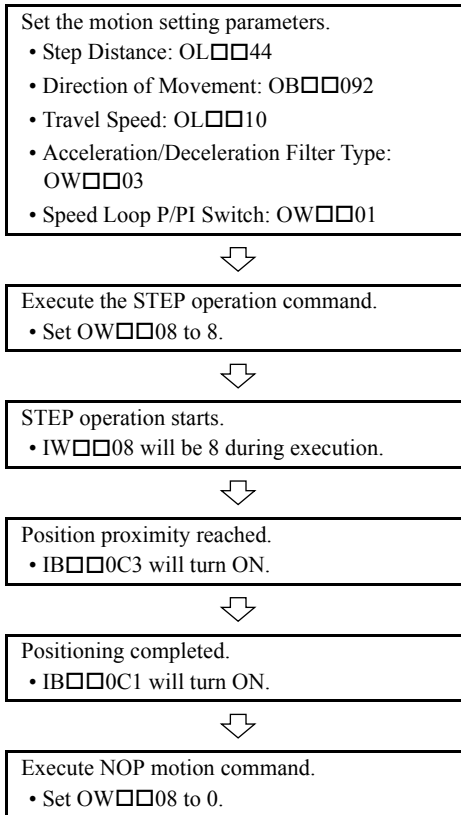 Set the motion setting parameters.
• Step Distance: OL□□44
• Direction of Movement: OB□□092
• Travel Speed: OL□□10
• Acceleration/Deceleration Filter Type:
OW□□03
• Speed Loop P/PI Switch: OW□□01
Execute the STEP operation command.
• Set OW□□08 to 8.
STEP operation starts.
• IW□□08 will be 8 during execution.
Position proximity reached.
• IB□□0C3 will turn ON.
Positioning completed.
• IB□□0C1 will turn ON.
Execute NOP motion command.
• Set OW□□08 to 0.